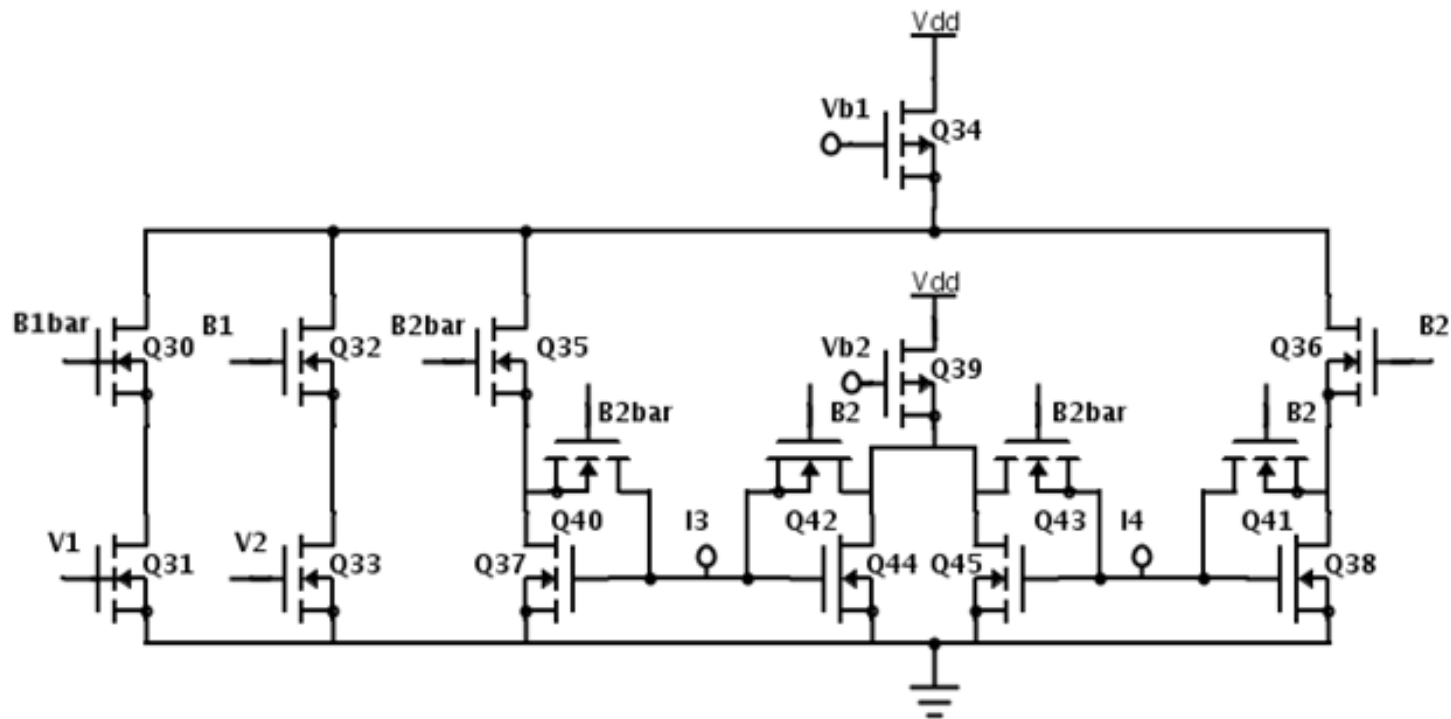 Vdd
Vb1
Q34
Vdd
B1bar
B1
B2bar
B2
Q30
Q32
Q35
Vb2
Q39
Q36
B2bar
B2
B2bar
B2
Q40
I3
Q42
Q43
I4
Q41
V1
V2
Q31
Q33
Q37
Q44
Q45
Q38